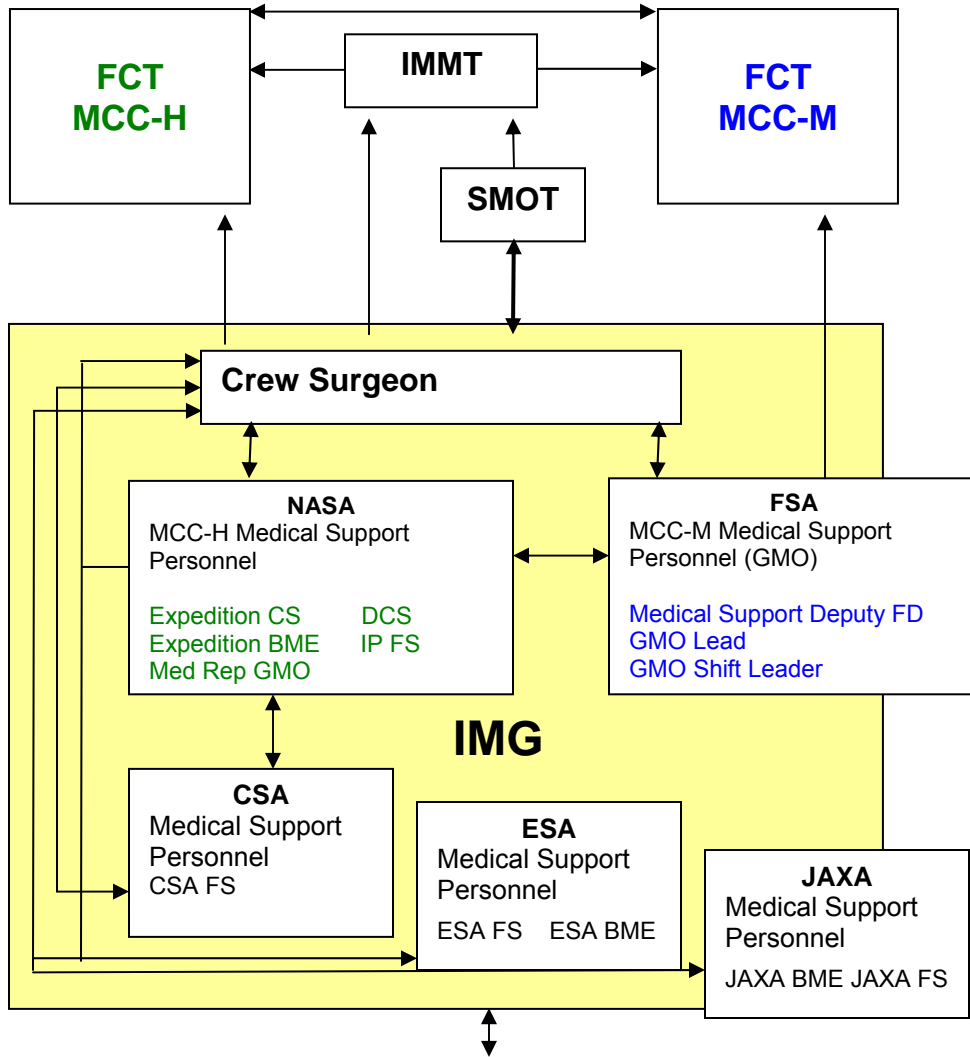 FCT
MCC-H
IMMT
FCT
MCC-M
SMOT
Crew Surgeon
NASA
MCC-H Medical Support
Personnel
Expedition CS DCS
Expedition BME IP FS
Med Rep GMO
FSA
MCC-M Medical Support
Personnel (GMO)
Medical Support Deputy FD
GMO Lead
GMO Shift Leader
IMG
CSA
Medical Support
Personnel
CSA FS
ESA
Medical Support
Personnel
ESA FS ESA BME
JAXA
Medical Support
Personnel
JAXA BME JAXA FS